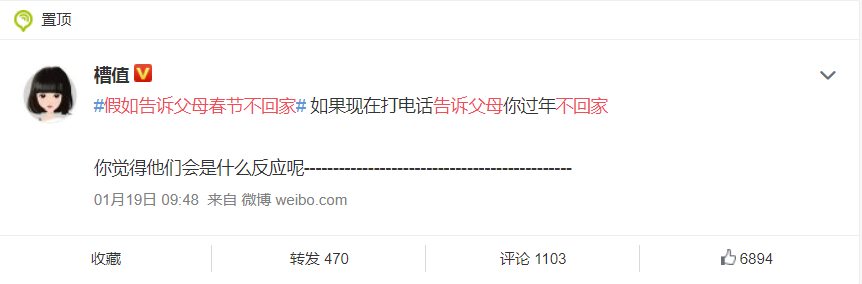 置顶
槽值 V
#假如告诉父母春节不回家# 如果现在打电话告诉父母你过年不回家
你觉得他们会是什么反应呢----------------------------------------------
01月19日 09:48 来自 微博 weibo.com
收藏 转发 470 评论 1103 6894